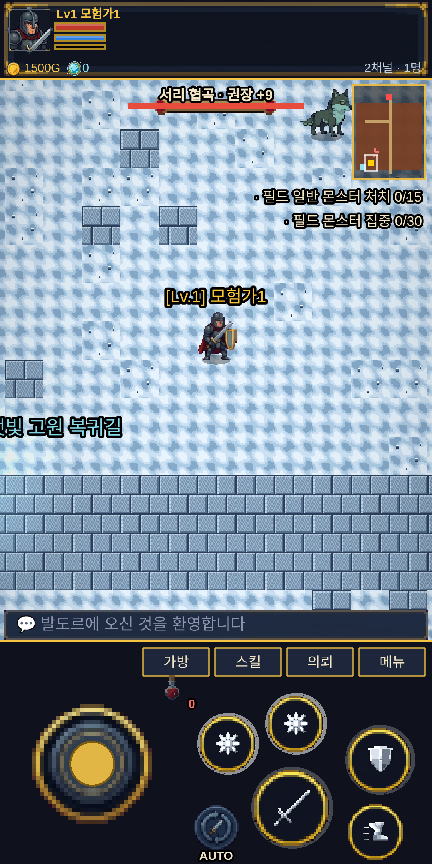 Lv1 모험가1
1500G
0
2채널 · 1명
서리 협곡 · 권장 +9
· 필드 일반 몬스터 처치 0/15
· 필드 몬스터 집중 0/30
[Lv.1] 모험가1
빛 고원 복귀길
발도르에 오신 것을 환영합니다
가방
스킬
의뢰
메뉴
0
AUTO